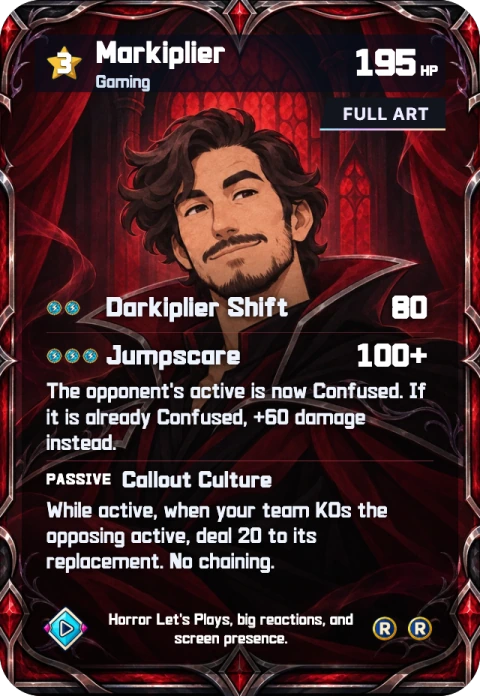 3
Markiplier
195 HP
Gaming
FULL ART
Darkiplier Shift 80
Jumpscare 100+
The opponent's active is now Confused. If
it is already Confused, +60 damage
instead.
PASSIVE Callout Culture
While active, when your team KOs the
opposing active, deal 20 to its
replacement. No chaining.
Horror Let's Plays, big reactions, and
screen presence.
R R